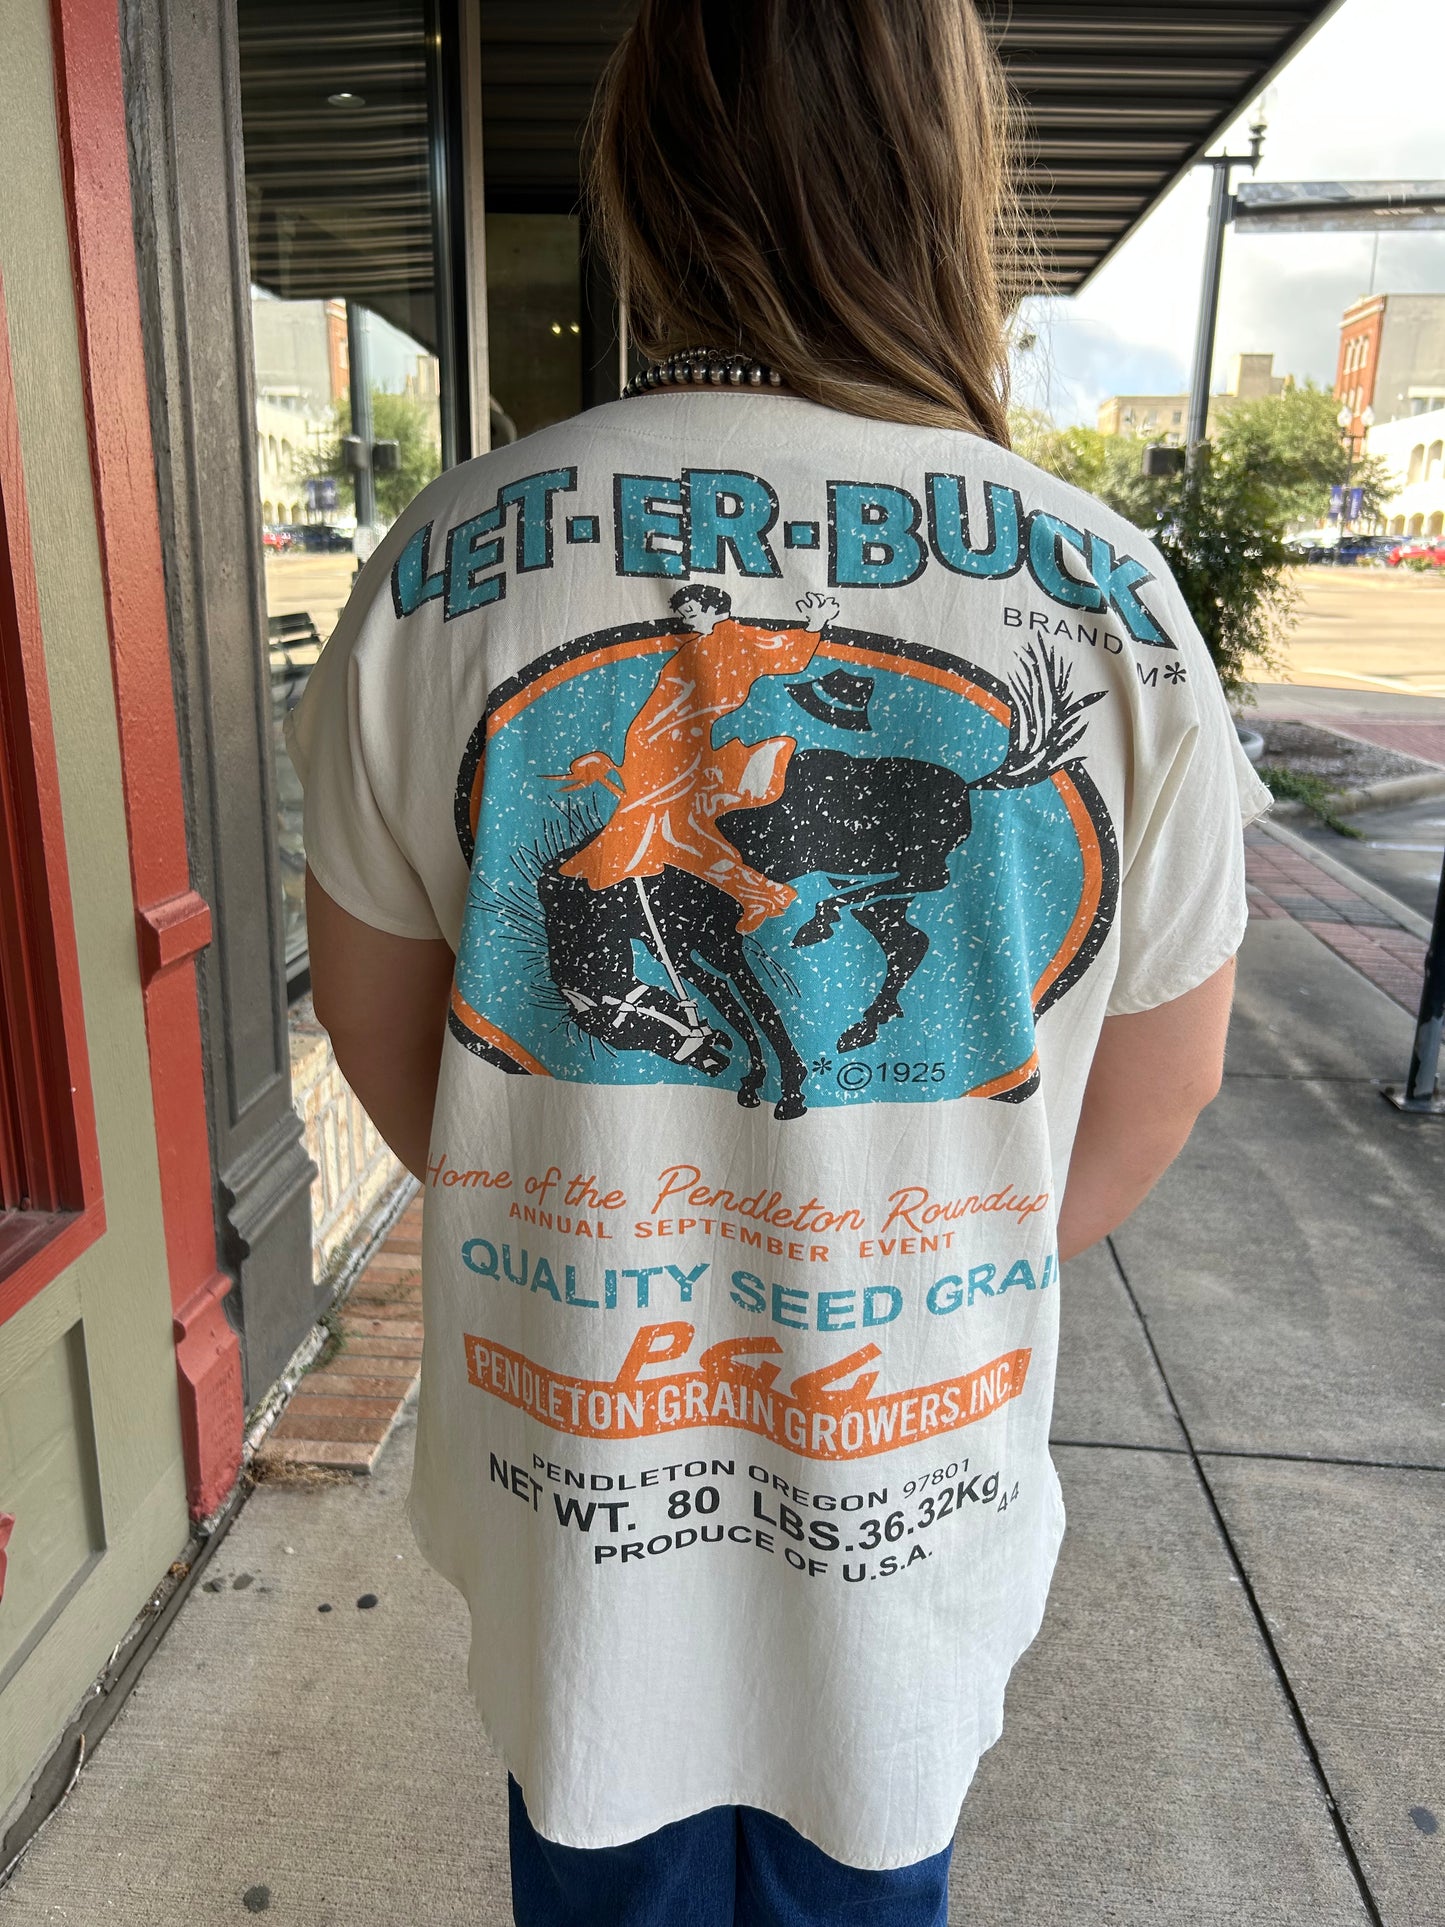 LET·ER·BUCK
BRAND M*
*©1925
Home of the Pendleton Roundup
ANNUAL SEPTEMBER EVENT
QUALITY SEED GRAI
PGG
PENDLETON GRAIN GROWERS. INC.
PENDLETON OREGON 97801
NET WT. 80 LBS. 36.32Kg 44
PRODUCE OF U.S.A.